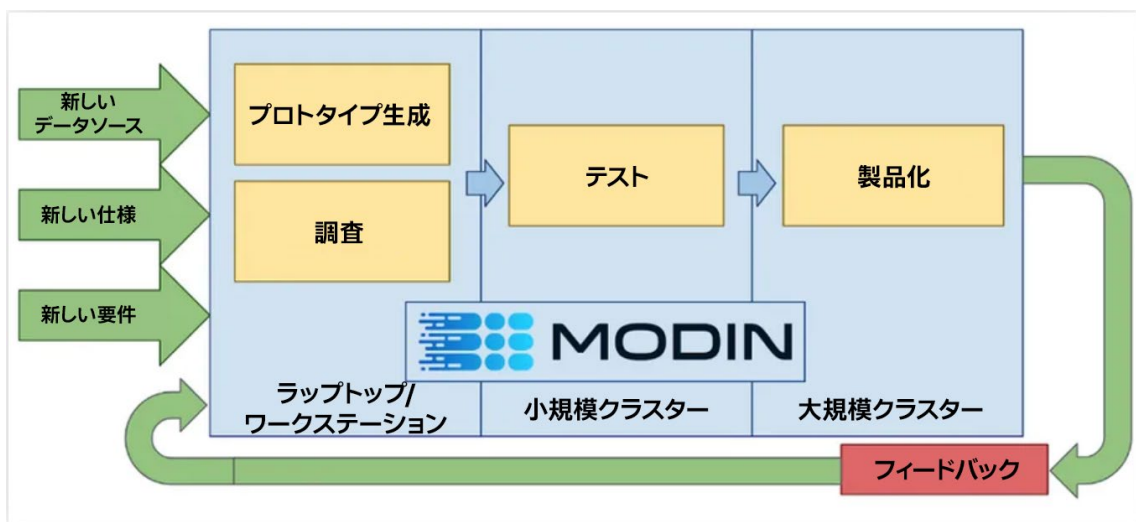 新しい
データソース
新しい仕様
新しい要件
プロトタイプ生成
調査
テスト
製品化
MODIN
ラップトップ/
ワークステーション
小規模クラスター
大規模クラスター
フィードバック